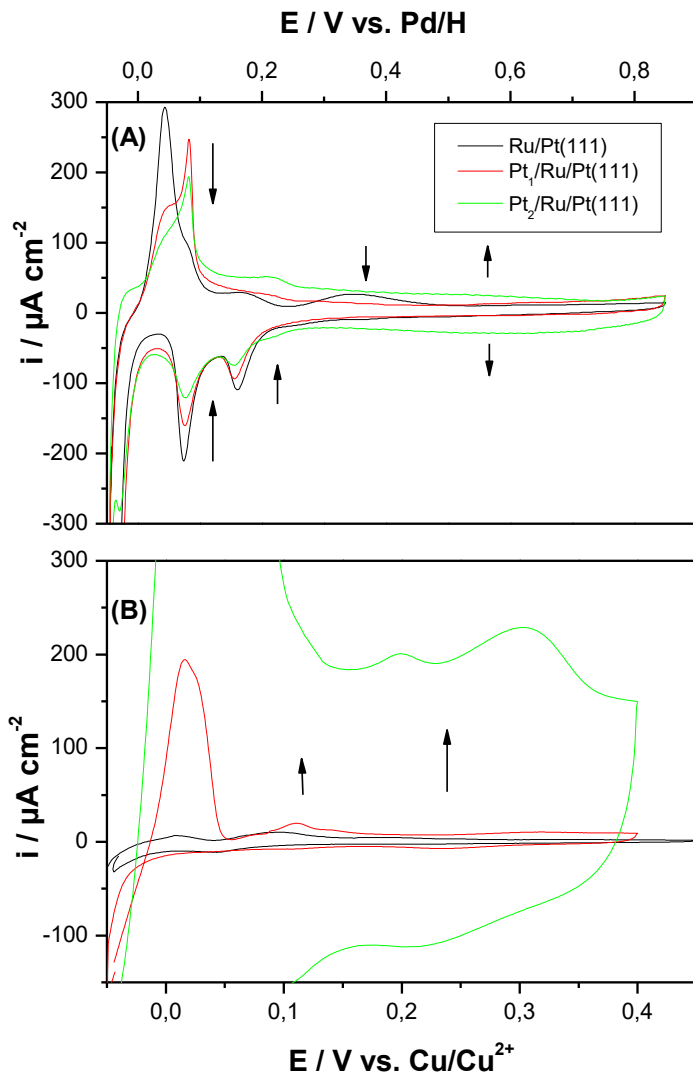 E / V vs. Pd/H
0,0 0,2 0,4 0,6 0,8
300
200
100
0
-100
-200
-300
i / µA cm⁻²
(A)
Ru/Pt(111)
Pt₁/Ru/Pt(111)
Pt₂/Ru/Pt(111)
300
200
100
0
-100
i / µA cm⁻²
(B)
0,0 0,1 0,2 0,3 0,4
E / V vs. Cu/Cu²⁺